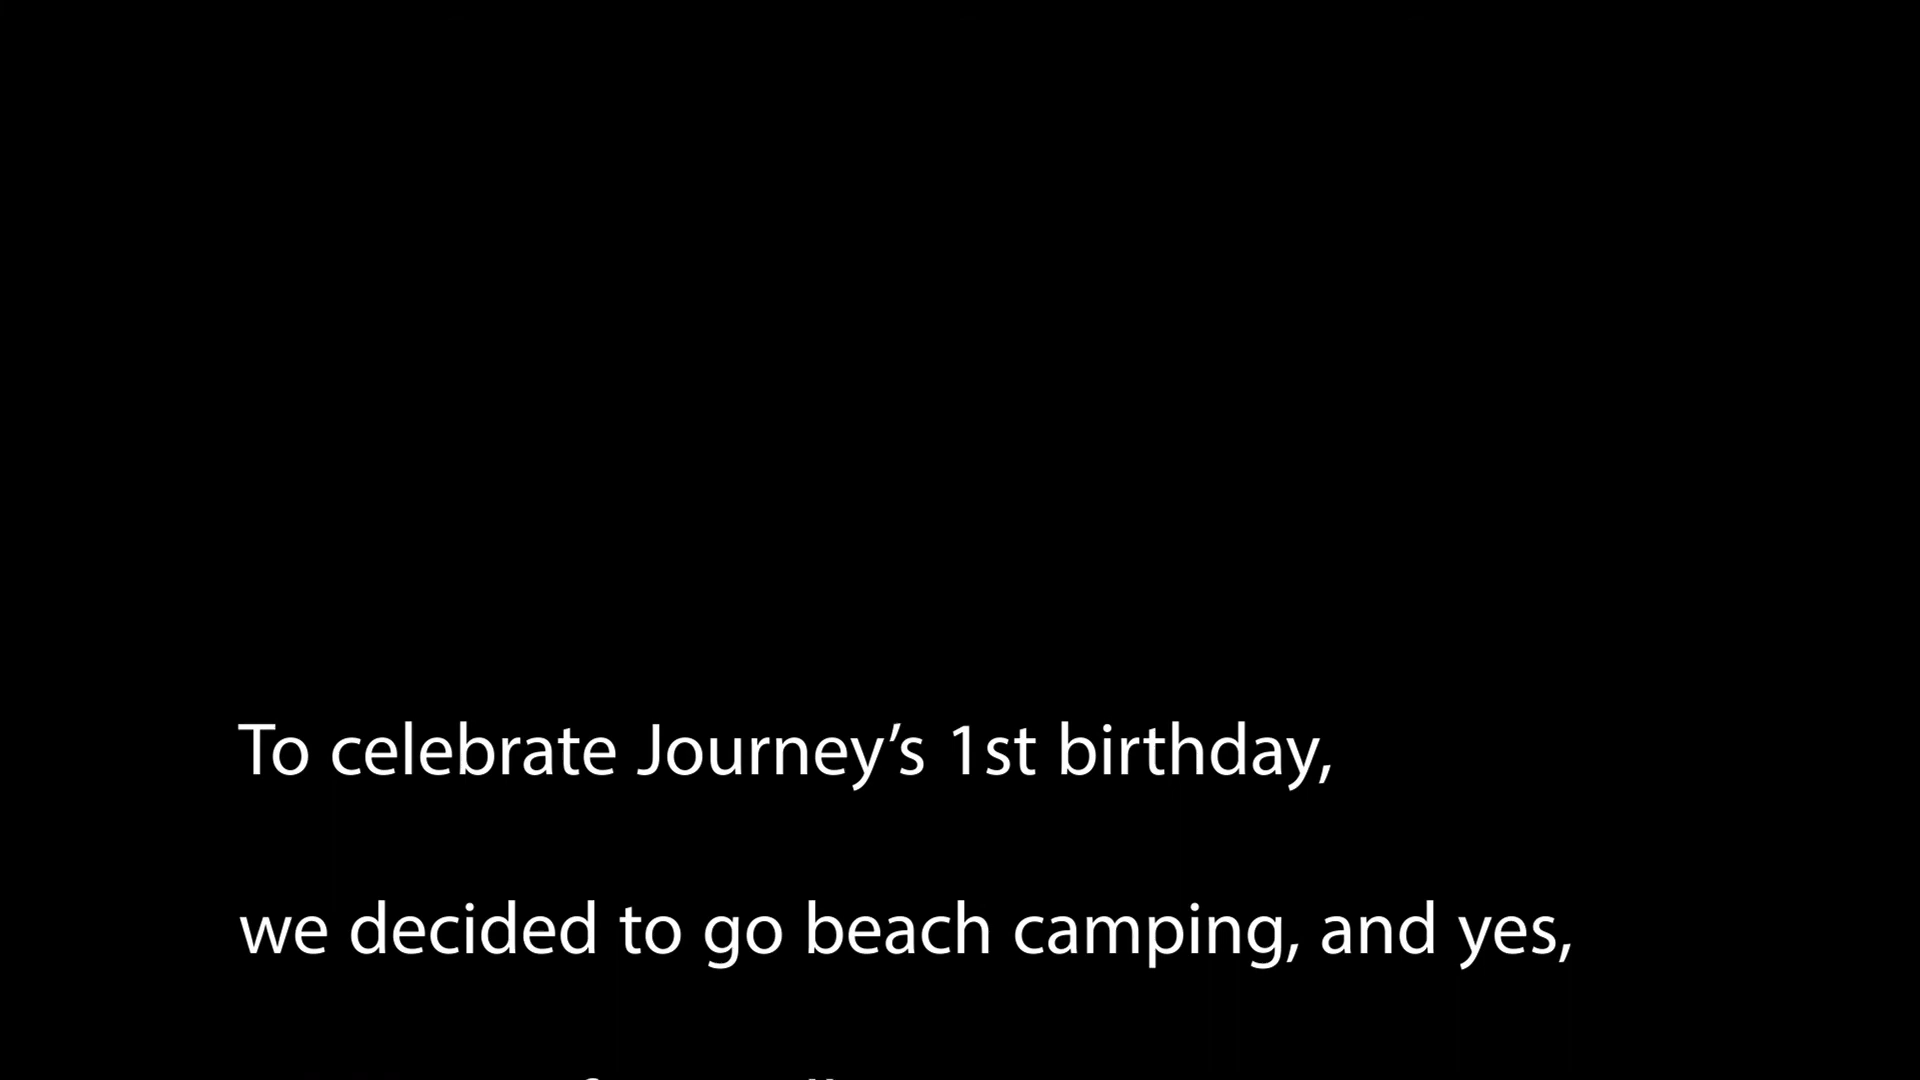 To celebrate Journey’s 1st birthday,
we decided to go beach camping, and yes,